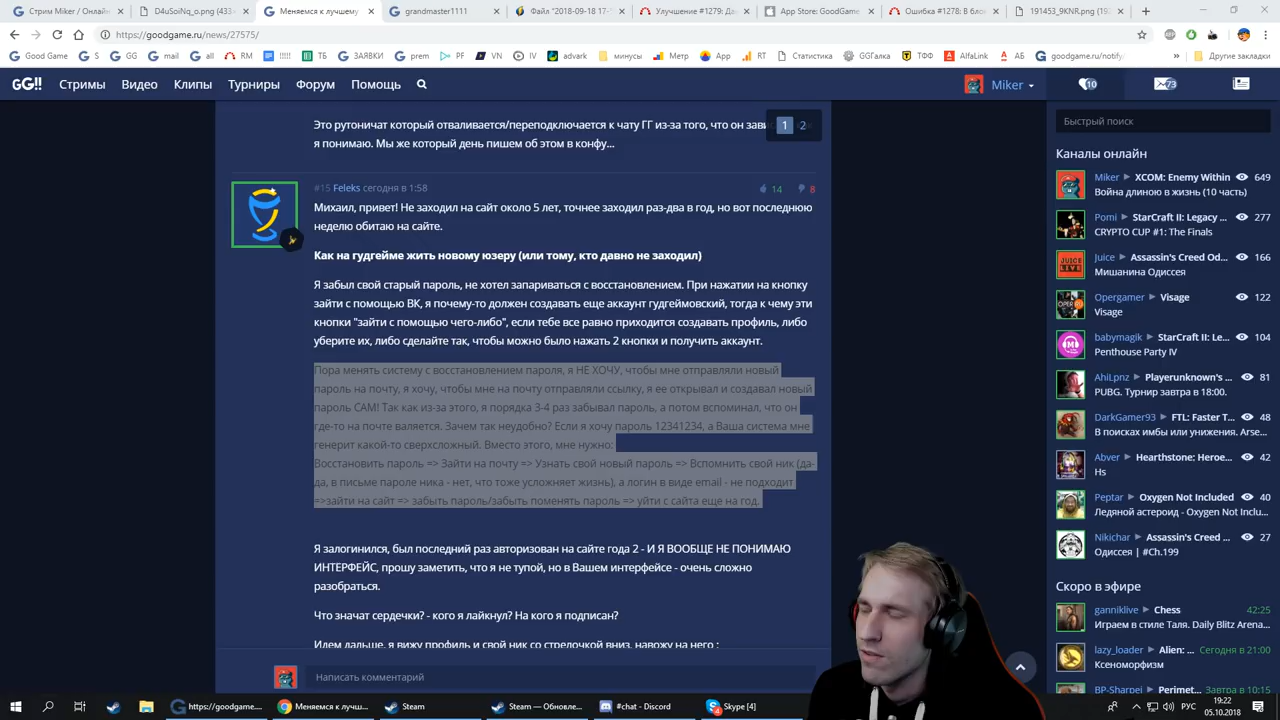 Стрим Miker / О
D4uSoiNq_0.png (433×
Меняемся к лучшему
grandmaster1111
Файл "2018-09-18 17-1
Улучшение #1279: Да
App Store: GoodGame
Ошибка #1278: В блок
191453_9KNR.png (192
https://goodgame.ru/news/27575/
Good Game
S
GG
mail
all
RM
!!!
ТБ
ЗАЯВКИ
prem
PF
VN
IV
advark
минусы
Метр
App
RT
Статистика
GGГалка
ТФФ
AlfaLink
АБ
goodgame.ru/notify
Другие закладки
GG!!
Стримы
Видео
Клипы
Турниры
Форум
Помощь
Miker
10
73
Это рутоничат который отваливается/переподключается к чату ГГ из-за того, что он
1 2
я понимаю. Мы же который день пишем об этом в конфу...
#15 Feleks сегодня в 1:58
14
8
Михаил, привет! Не заходил на сайт около 5 лет, точнее заходил раз-два в год, но вот последнюю
неделю обитаю на сайте.
Как на гудгейме жить новому юзеру (или тому, кто давно не заходил)
Я забыл свой старый пароль, не хотел запариваться с восстановлением. При нажатии на кнопку
зайти с помощью ВК, я почему-то должен создавать еще аккаунт гудгеймовский, тогда к чему эти
кнопки "зайти с помощью чего-либо", если тебе все равно приходится создавать профиль, либо
уберите их, либо сделайте так, чтобы можно было нажать 2 кнопки и получить аккаунт.
Пора менять систему с восстановлением пароля, я НЕ ХОЧУ, чтобы мне отправляли новый
пароль на почту, я хочу, чтобы мне на почту отправляли ссылку, я ее открывал и создавал новый
пароль САМ! Так как из-за этого, я порядка 3-4 раз забывал пароль, а потом вспоминал, что он
где-то на почте валяется. Зачем так неудобно? Если я хочу пароль 12341234, а Ваша система мне
генерит какой-то сверхсложный. Вместо этого, мне нужно:
Восстановить пароль => Зайти на почту => Узнать свой новый пароль => Вспомнить свой ник (да-
да, в письме пароле ника - нет, что тоже усложняет жизнь), а логин в виде email - не подходит
=>зайти на сайт => забыть пароль/забыть поменять пароль => уйти с сайта еще на год.
Я залогинился, был последний раз авторизован на сайте года 2 - И Я ВООБЩЕ НЕ ПОНИМАЮ
ИНТЕРФЕЙС, прошу заметить, что я не тупой, но в Вашем интерфейсе - очень сложно
разобраться.
Что значат сердечки? - кого я лайкнул? На кого я подписан?
Идем дальше, я вижу профиль и свой ник со стрелочкой вниз, навожу на него :
Написать комментарий
Быстрый поиск
Каналы онлайн
Miker XCOM: Enemy Within 649
Война длиною в жизнь (10 часть)
Pomi StarCraft II: Legacy ... 277
CRYPTO CUP #1: The Finals
Juice Assassin's Creed Od... 166
Мишанина Одиссея
Opergamer Visage 122
Visage
babymagik StarCraft II: Le... 104
Penthouse Party IV
AhiLpnz Playerunknown's ... 81
PUBG. Турнир завтра в 18:00.
DarkGamer93 FTL: Faster T... 48
В поисках имбы или унижения. Arse...
Abver Hearthstone: Heroe... 47
Hs
Peptar Oxygen Not Included 40
Ледяной астероид - Oxygen Not Inclu...
Nikichar Assassin's Creed ... 27
Одиссея | #Ch.199
Скоро в эфире
ganniklive Chess 42:25
Играем в стиле Таля. Daily Blitz Arena...
lazy_loader Alien: ... Сегодня в 21:00
Ксеноморфизм
BP-Sharpei Perimet... Завтра в 10:15
https://goodgame....
Меняемся к лучш...
Steam
Steam — Обновле...
#chat - Discord
Skype [4]
РУС
19:22
05.10.2018